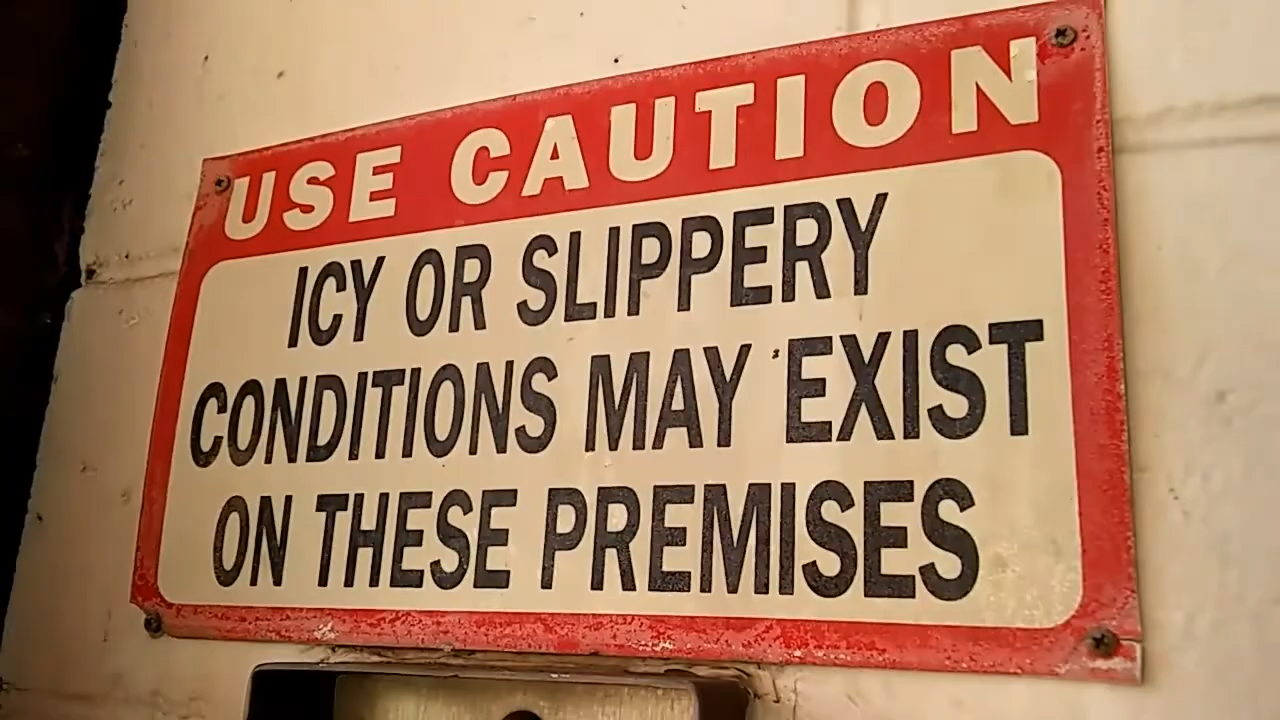 USE CAUTION
ICY OR SLIPPERY
CONDITIONS MAY EXIST
ON THESE PREMISES